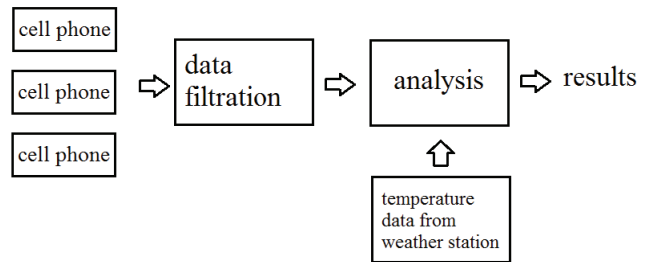 cell phone
cell phone
cell phone
data
filtration
analysis
results
temperature
data from
weather station